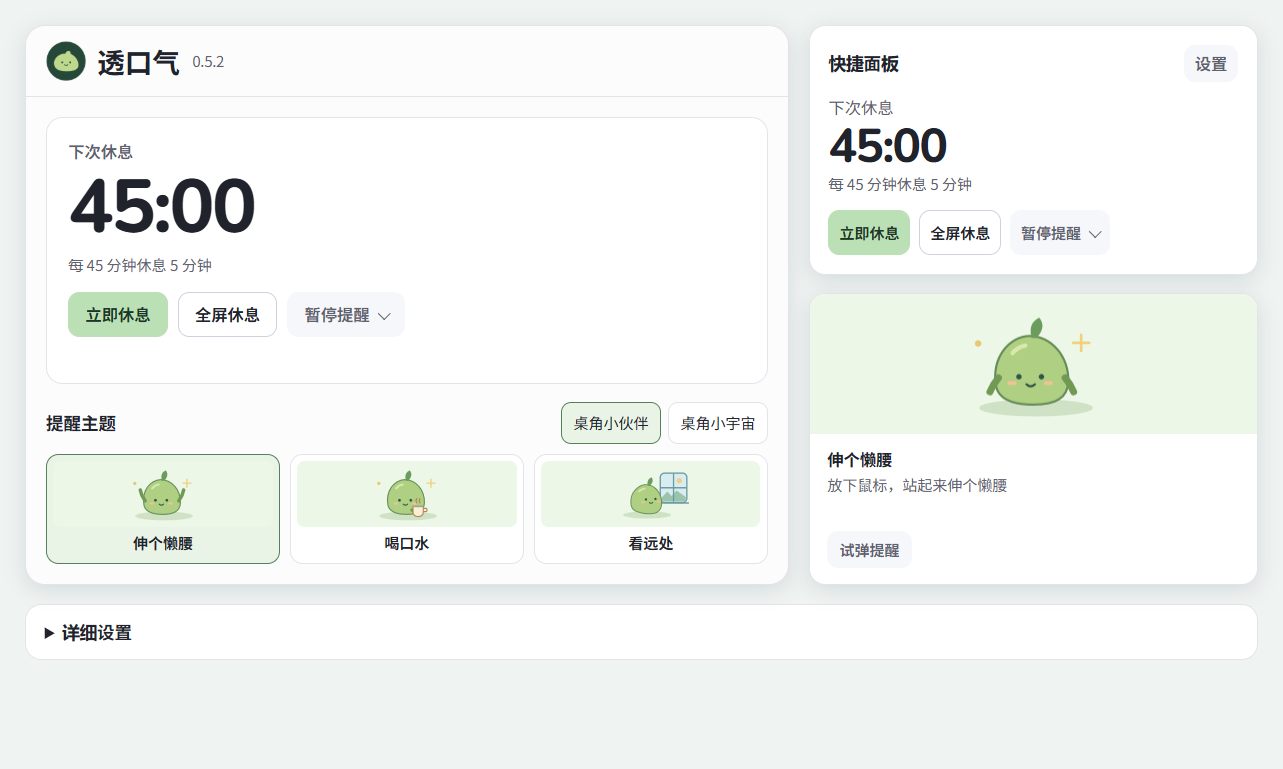 透口气 0.5.2
下次休息
45:00
每 45 分钟休息 5 分钟
立即休息 全屏休息 暂停提醒
提醒主题 桌角小伙伴 桌角小宇宙
伸个懒腰 喝口水 看远处
快捷面板 设置
下次休息
45:00
每 45 分钟休息 5 分钟
立即休息 全屏休息 暂停提醒
伸个懒腰
放下鼠标，站起来伸个懒腰
试弹提醒
详细设置